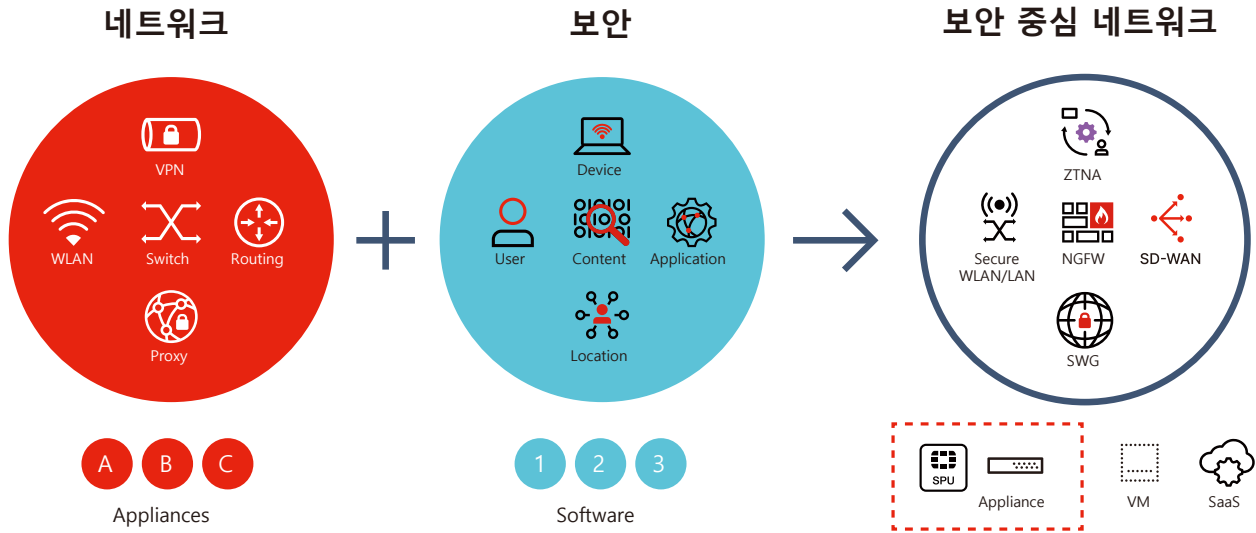 네트워크
보안
보안 중심 네트워크
VPN
WLAN
Switch
Routing
Proxy
Device
User
Content
Application
Location
ZTNA
Secure
WLAN/LAN
NGFW
SD-WAN
SWG
A
B
C
Appliances
1
2
3
Software
SPU
Appliance
VM
SaaS